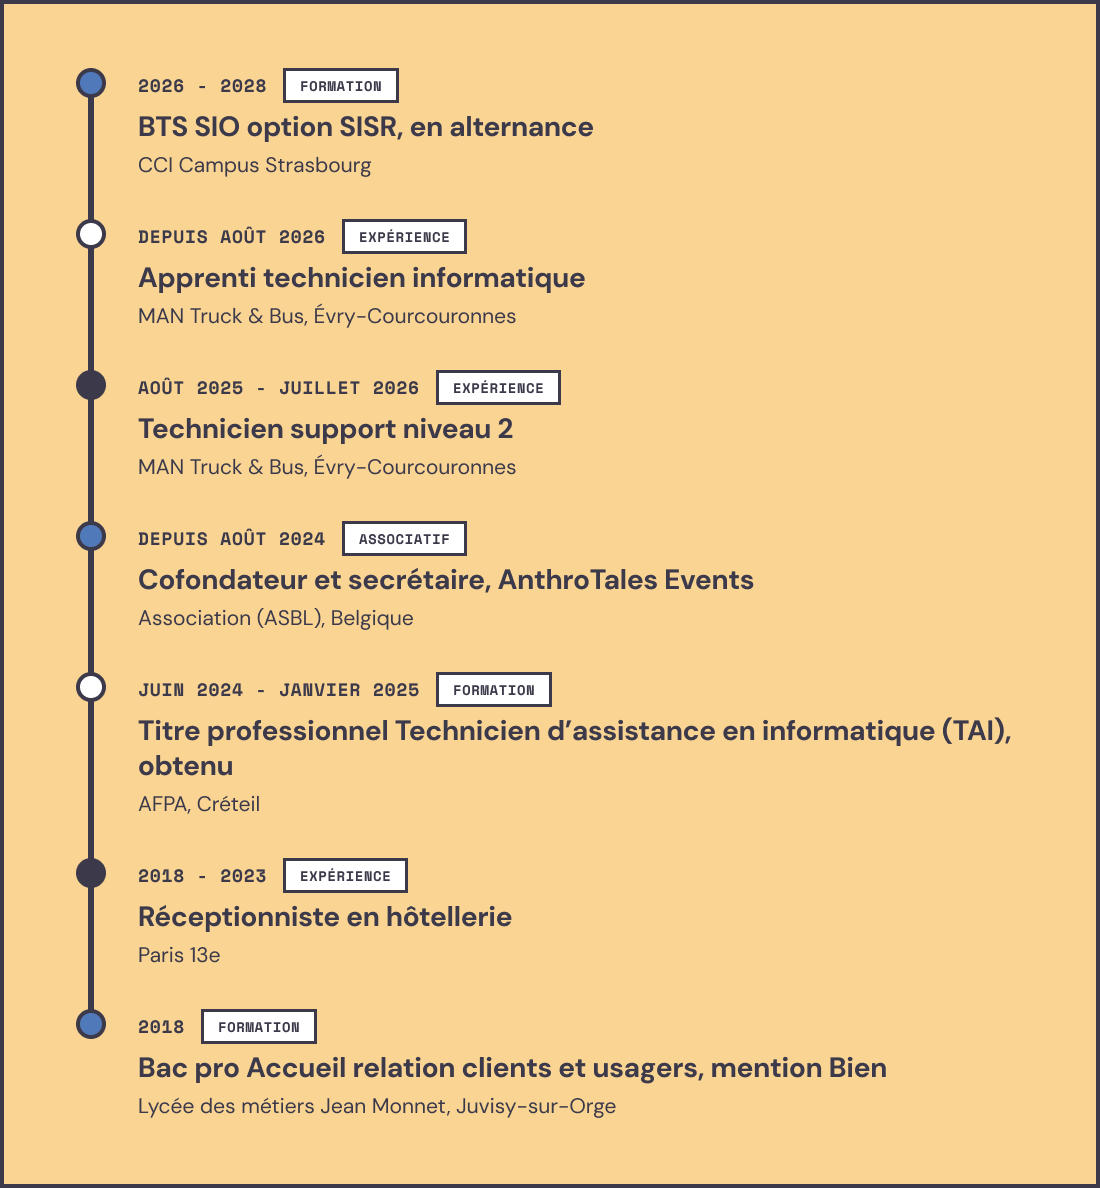 2026 - 2028 FORMATION
BTS SIO option SISR, en alternance
CCI Campus Strasbourg
DEPUIS AOÛT 2026 EXPÉRIENCE
Apprenti technicien informatique
MAN Truck & Bus, Évry-Courcouronnes
AOÛT 2025 - JUILLET 2026 EXPÉRIENCE
Technicien support niveau 2
MAN Truck & Bus, Évry-Courcouronnes
DEPUIS AOÛT 2024 ASSOCIATIF
Cofondateur et secrétaire, AnthroTales Events
Association (ASBL), Belgique
JUIN 2024 - JANVIER 2025 FORMATION
Titre professionnel Technicien d’assistance en informatique (TAI),
obtenu
AFPA, Créteil
2018 - 2023 EXPÉRIENCE
Réceptionniste en hôtellerie
Paris 13e
2018 FORMATION
Bac pro Accueil relation clients et usagers, mention Bien
Lycée des métiers Jean Monnet, Juvisy-sur-Orge